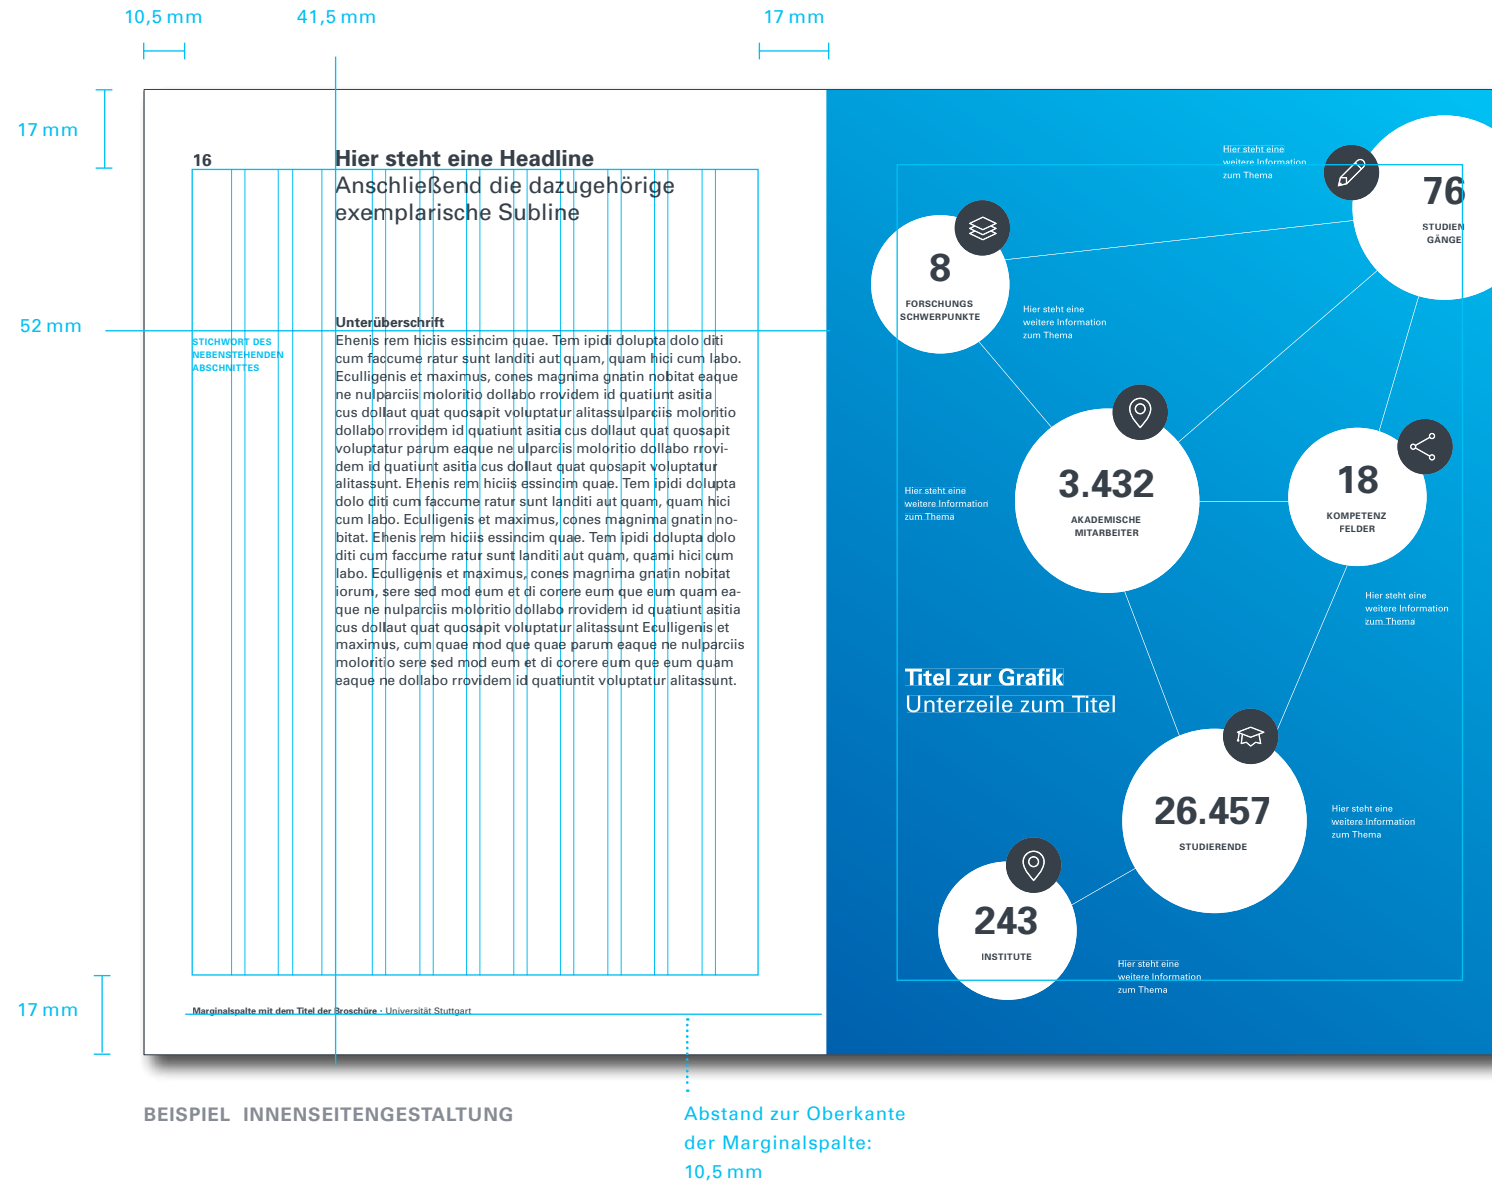 10,5 mm
41,5 mm
17 mm
17 mm
16
Hier steht eine Headline
Anschließend die dazugehörige
exemplarische Subline
52 mm
STICHWORT DES
NEBENSTEHENDEN
ABSCHNITTES
Unterüberschrift
Ehenis rem hiciis essincim quae. Tem ipidi dolupta dolo diti
cum faccume ratur sunt landiti aut quam, quam hici cum labo.
Eculligenis et maximus, cones magnima gnatin nobitat eaque
ne nulparciis moloritio dollabo rrovidem id quatiunt asitia
cus dollaut quat quosapit voluptatur alitassulparciis moloritio
dollabo rrovidem id quatiunt asitia cus dollaut quat quosapit
voluptatur parum eaque ne ulparciis moloritio dollabo rrovi-
dem id quatiunt asitia cus dollaut quat quosapit voluptatur
alitassunt. Ehenis rem hiciis essincim quae. Tem ipidi dolupta
dolo diti cum faccume ratur sunt landiti aut quam, quam hici
cum labo. Eculligenis et maximus, cones magnima gnatin no-
bitat. Ehenis rem hiciis essincim quae. Tem ipidi dolupta dolo
diti cum faccume ratur sunt landiti aut quam, quami hici cum
labo. Eculligenis et maximus, cones magnima gnatin nobitat
iorum, sere sed mod eum et di corere eum que eum quam ea-
que ne nulparciis moloritio dollabo rrovidem id quatiunt asitia
cus dollaut quat quosapit voluptatur alitassunt Eculligenis et
maximus, cum quae mod que quae parum eaque ne nulparciis
moloritio sere sed mod eum et di corere eum que eum quam
eaque ne dollabo rrovidem id quatiuntit voluptatur alitassunt.
17 mm
Marginalspalte mit dem Titel der Broschüre · Universität Stuttgart
Hier steht eine
weitere Information
zum Thema
76
STUDIEN
GÄNGE
8
FORSCHUNGS
SCHWERPUNKTE
Hier steht eine
weitere Information
zum Thema
3.432
AKADEMISCHE
MITARBEITER
Hier steht eine
weitere Information
zum Thema
18
KOMPETENZ
FELDER
Hier steht eine
weitere Information
zum Thema
Titel zur Grafik
Unterzeile zum Titel
26.457
STUDIERENDE
Hier steht eine
weitere Information
zum Thema
243
INSTITUTE
Hier steht eine
weitere Information
zum Thema
BEISPIEL INNENSEITENGESTALTUNG
Abstand zur Oberkante
der Marginalspalte:
10,5 mm